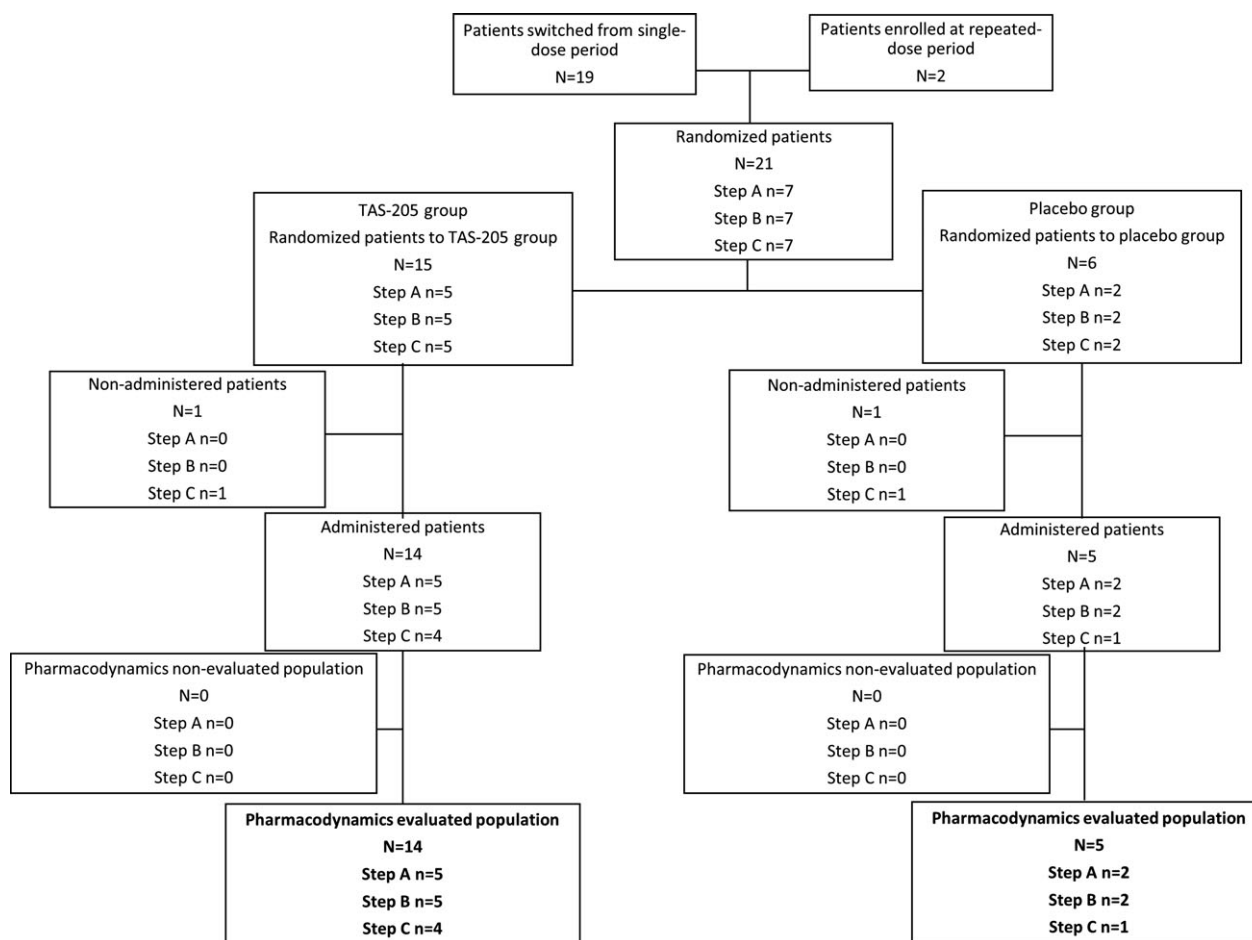 Patients switched from single-
dose period
N=19
Patients enrolled at repeated-
dose period
N=2
Randomized patients
N=21
Step A n=7
Step B n=7
Step C n=7
TAS-205 group
Randomized patients to TAS-205 group
N=15
Step A n=5
Step B n=5
Step C n=5
Placebo group
Randomized patients to placebo group
N=6
Step A n=2
Step B n=2
Step C n=2
Non-administered patients
N=1
Step A n=0
Step B n=0
Step C n=1
Non-administered patients
N=1
Step A n=0
Step B n=0
Step C n=1
Administered patients
N=14
Step A n=5
Step B n=5
Step C n=4
Administered patients
N=5
Step A n=2
Step B n=2
Step C n=1
Pharmacodynamics non-evaluated population
N=0
Step A n=0
Step B n=0
Step C n=0
Pharmacodynamics non-evaluated population
N=0
Step A n=0
Step B n=0
Step C n=0
Pharmacodynamics evaluated population
N=14
Step A n=5
Step B n=5
Step C n=4
Pharmacodynamics evaluated population
N=5
Step A n=2
Step B n=2
Step C n=1